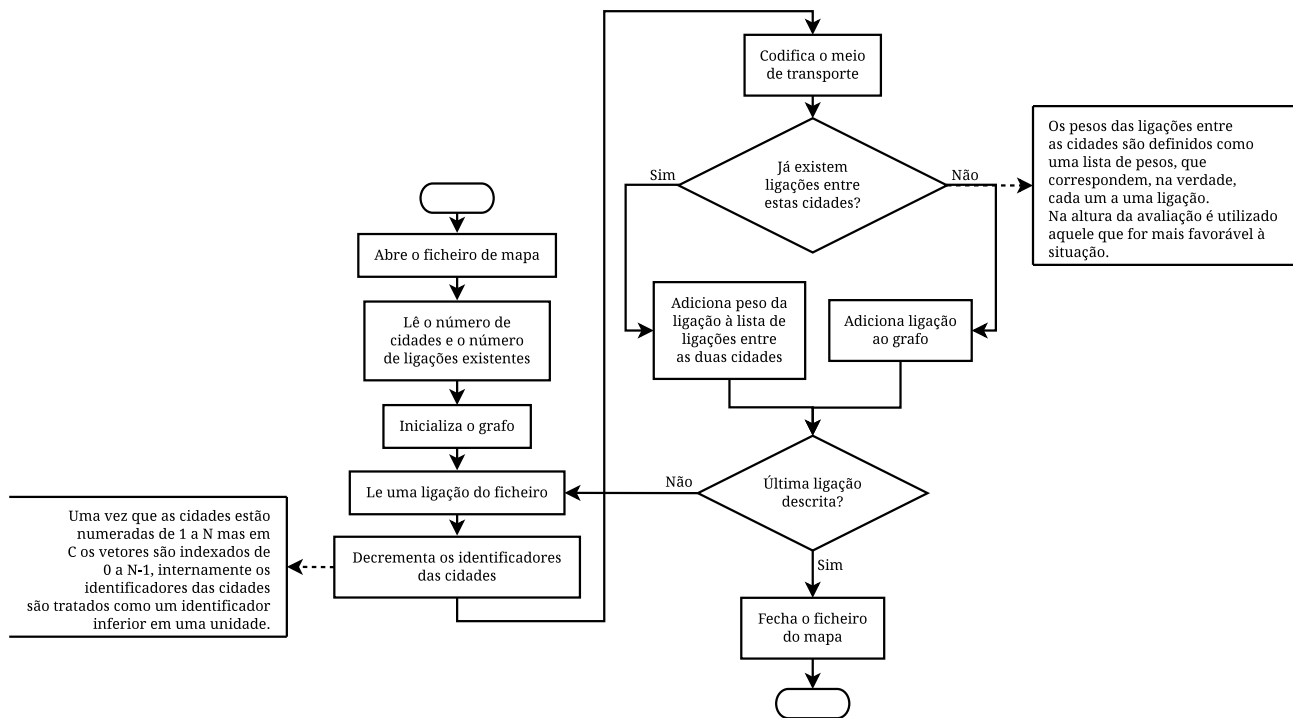 Abre o ficheiro de mapa
Lê o número de
cidades e o número
de ligações existentes
Inicializa o grafo
Le uma ligação do ficheiro
Decrementa os identificadores
das cidades
Uma vez que as cidades estão
numeradas de 1 a N mas em
C os vetores são indexados de
0 a N-1, internamente os
identificadores das cidades
são tratados como um identificador
inferior em uma unidade.
Codifica o meio
de transporte
Já existem
ligações entre
estas cidades?
Sim
Não
Os pesos das ligações entre
as cidades são definidos como
uma lista de pesos, que
correspondem, na verdade,
cada um a uma ligação.
Na altura da avaliação é utilizado
aquele que for mais favorável à
situação.
Adiciona peso da
ligação à lista de
ligações entre
as duas cidades
Adiciona ligação
ao grafo
Última ligação
descrita?
Não
Sim
Fecha o ficheiro
do mapa